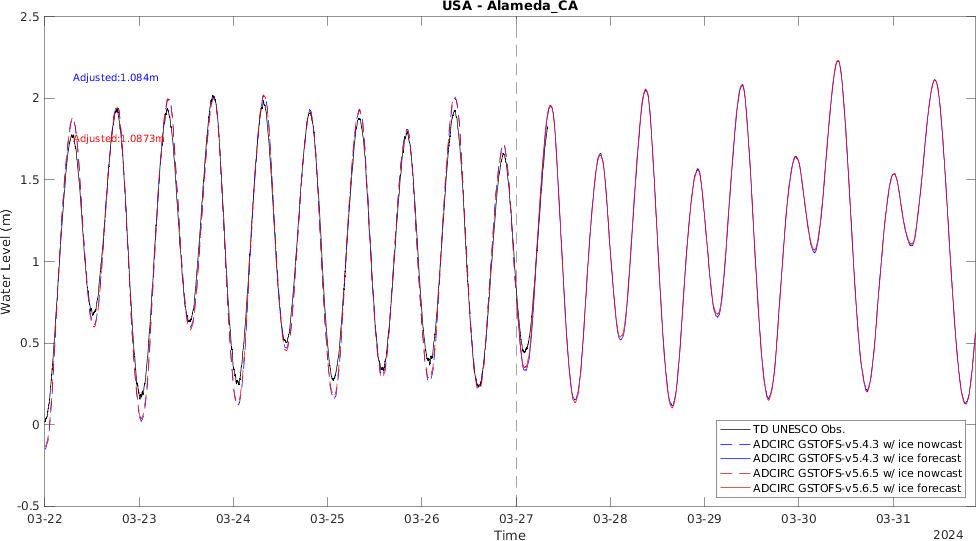 USA - Alameda_CA
2.5
2
1.5
1
0.5
0
-0.5
Water Level (m)
Adjusted:1.084m
Adjusted:1.0873m
TD UNESCO Obs.
ADCIRC GSTOFS-v5.4.3 w/ ice nowcast
ADCIRC GSTOFS-v5.4.3 w/ ice forecast
ADCIRC GSTOFS-v5.6.5 w/ ice nowcast
ADCIRC GSTOFS-v5.6.5 w/ ice forecast
03-22 03-23 03-24 03-25 03-26 03-27 03-28 03-29 03-30 03-31
Time
2024